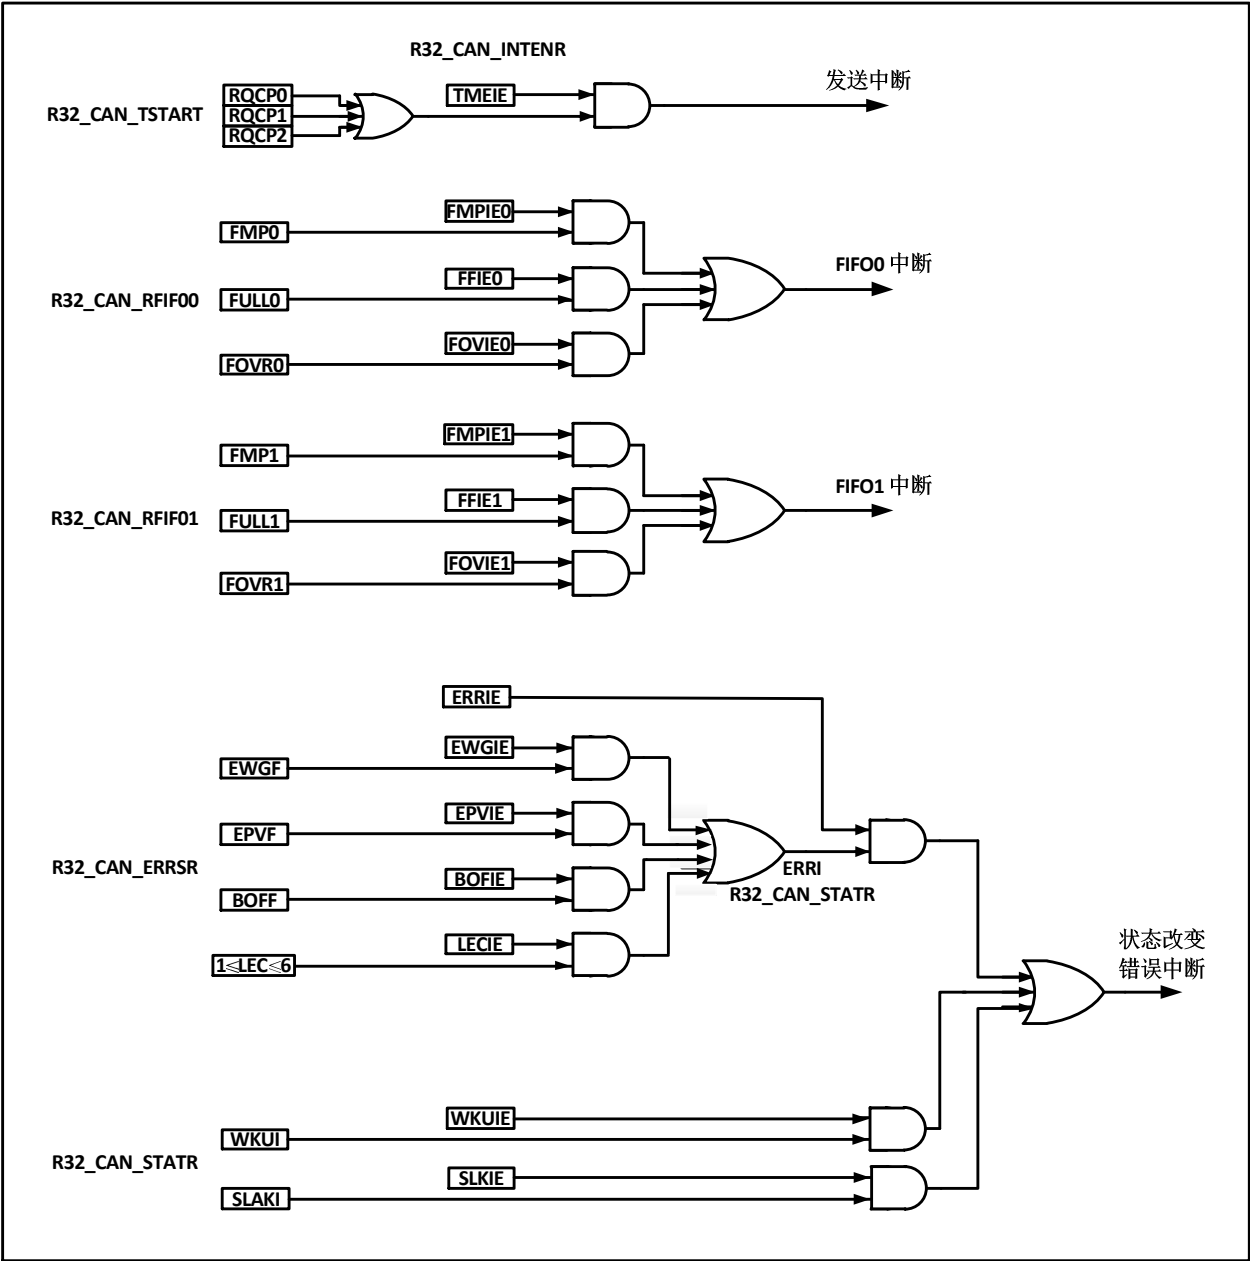 R32_CAN_INTENR
发送中断
RQCP0
TMEIE
R32_CAN_TSTART
RQCP1
RQCP2
FMPIE0
FMP0
FIFO0 中断
FFIE0
R32_CAN_RFIF00
FULL0
FOVIE0
FOVR0
FMPIE1
FMP1
FIFO1 中断
FFIE1
R32_CAN_RFIF01
FULL1
FOVIE1
FOVR1
ERRIE
EWGIE
EWGF
EPVIE
EPVF
R32_CAN_ERRSR
ERRI
R32_CAN_STATR
BOFIE
BOFF
LECIE
1≤LEC≤6
状态改变
错误中断
WKUIE
WKUI
R32_CAN_STATR
SLKIE
SLAKI